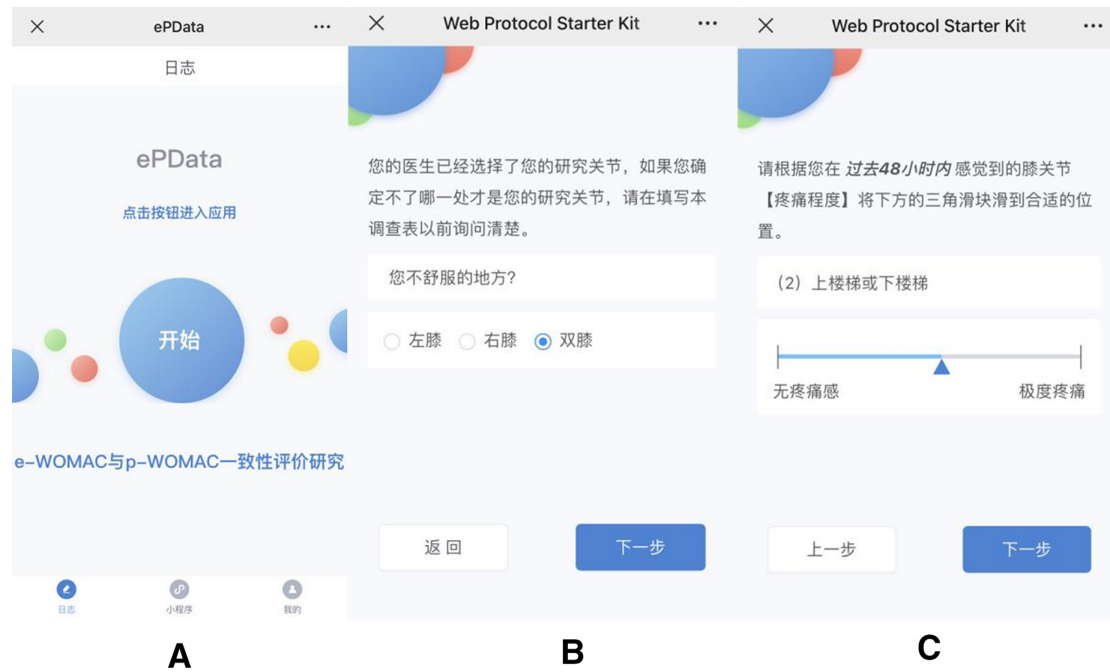 ePData
日志
ePData
点击按钮进入应用
开始
e-WOMAC与p-WOMAC一致性评价研究
日志
小程序
我的
A
Web Protocol Starter Kit
您的医生已经选择了您的研究关节，如果您确
定不了哪一处才是您的研究关节，请在填写本
调查表以前询问清楚。
您不舒服的地方?
左膝 右膝 双膝
返回 下一步
B
Web Protocol Starter Kit
请根据您在 过去48小时内 感觉到的膝关节
【疼痛程度】将下方的三角滑块滑到合适的位
置。
（2）上楼梯或下楼梯
无疼痛感 极度疼痛
上一步 下一步
C